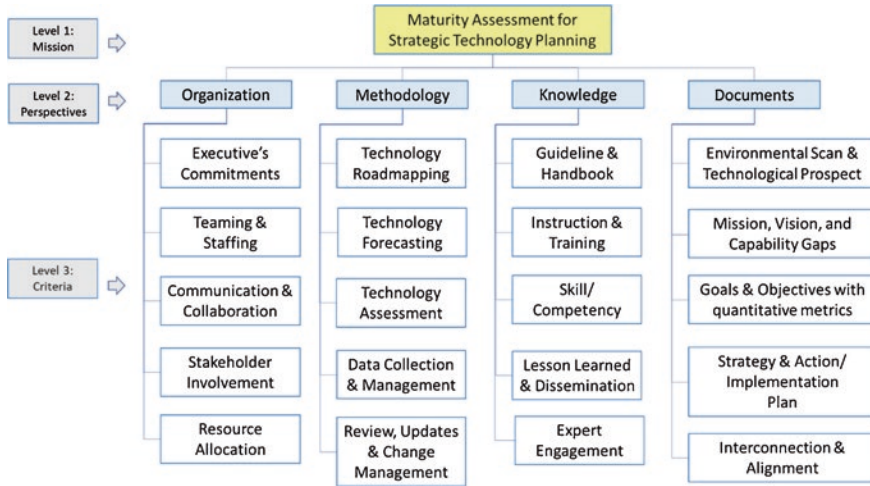 Level 1:
Mission
Maturity Assessment for
Strategic Technology Planning
Level 2:
Perspectives
Organization
Methodology
Knowledge
Documents
Level 3:
Criteria
Executive's
Commitments
Teaming &
Staffing
Communication &
Collaboration
Stakeholder
Involvement
Resource
Allocation
Technology
Roadmapping
Technology
Forecasting
Technology
Assessment
Data Collection
& Management
Review, Updates
& Change
Management
Guideline &
Handbook
Instruction &
Training
Skill/
Competency
Lesson Learned
& Dissemination
Expert
Engagement
Environmental Scan &
Technological Prospect
Mission, Vision, and
Capability Gaps
Goals & Objectives with
quantitative metrics
Strategy & Action/
Implementation
Plan
Interconnection &
Alignment